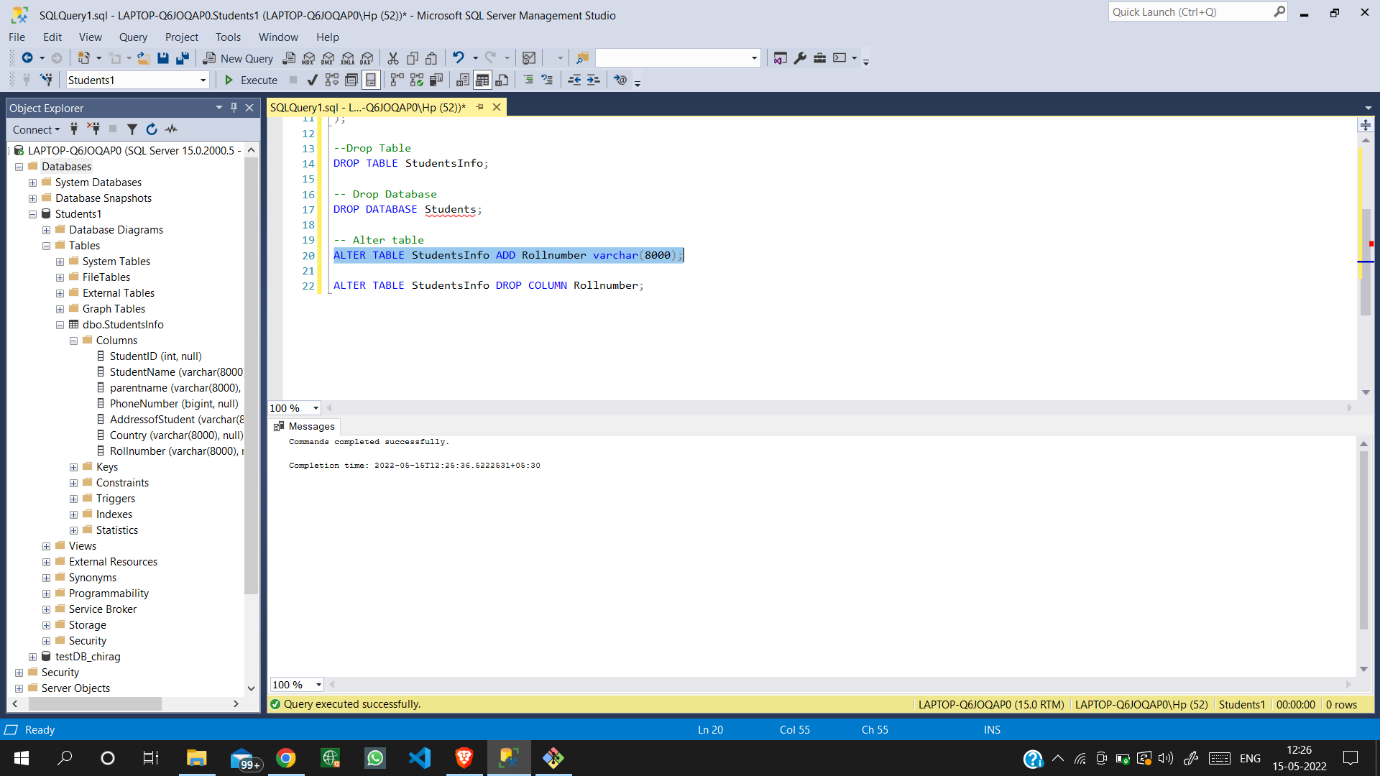 SQLQuery1.sql - LAPTOP-Q6JOQAP0.Students1 (LAPTOP-Q6JOQAP0\Hp (52))* - Microsoft SQL Server Management Studio
Quick Launch (Ctrl+Q)
File Edit View Query Project Tools Window Help
New Query
MDX DMX XMLA DAX
Students1
Execute
Object Explorer
Connect
LAPTOP-Q6JOQAP0 (SQL Server 15.0.2000.5 -
Databases
System Databases
Database Snapshots
Students1
Database Diagrams
Tables
System Tables
FileTables
External Tables
Graph Tables
dbo.StudentsInfo
Columns
StudentID (int, null)
StudentName (varchar(8000
parentname (varchar(8000),
PhoneNumber (bigint, null)
AddressofStudent (varchar(8
Country (varchar(8000), null)
Rollnumber (varchar(8000), r
Keys
Constraints
Triggers
Indexes
Statistics
Views
External Resources
Synonyms
Programmability
Service Broker
Storage
Security
testDB_chirag
Security
Server Objects
SQLQuery1.sql - L...-Q6JOQAP0\Hp (52))*
11 );
12
13 --Drop Table
14 DROP TABLE StudentsInfo;
15
16 -- Drop Database
17 DROP DATABASE Students;
18
19 -- Alter table
20 ALTER TABLE StudentsInfo ADD Rollnumber varchar(8000);
21
22 ALTER TABLE StudentsInfo DROP COLUMN Rollnumber;
100 %
Messages
Commands completed successfully.
Completion time: 2022-05-15T12:25:36.5222531+05:30
100 %
Query executed successfully.
LAPTOP-Q6JOQAP0 (15.0 RTM) LAPTOP-Q6JOQAP0\Hp (52) Students1 00:00:00 0 rows
Ready Ln 20 Col 55 Ch 55 INS
99+
ENG
12:26
15-05-2022